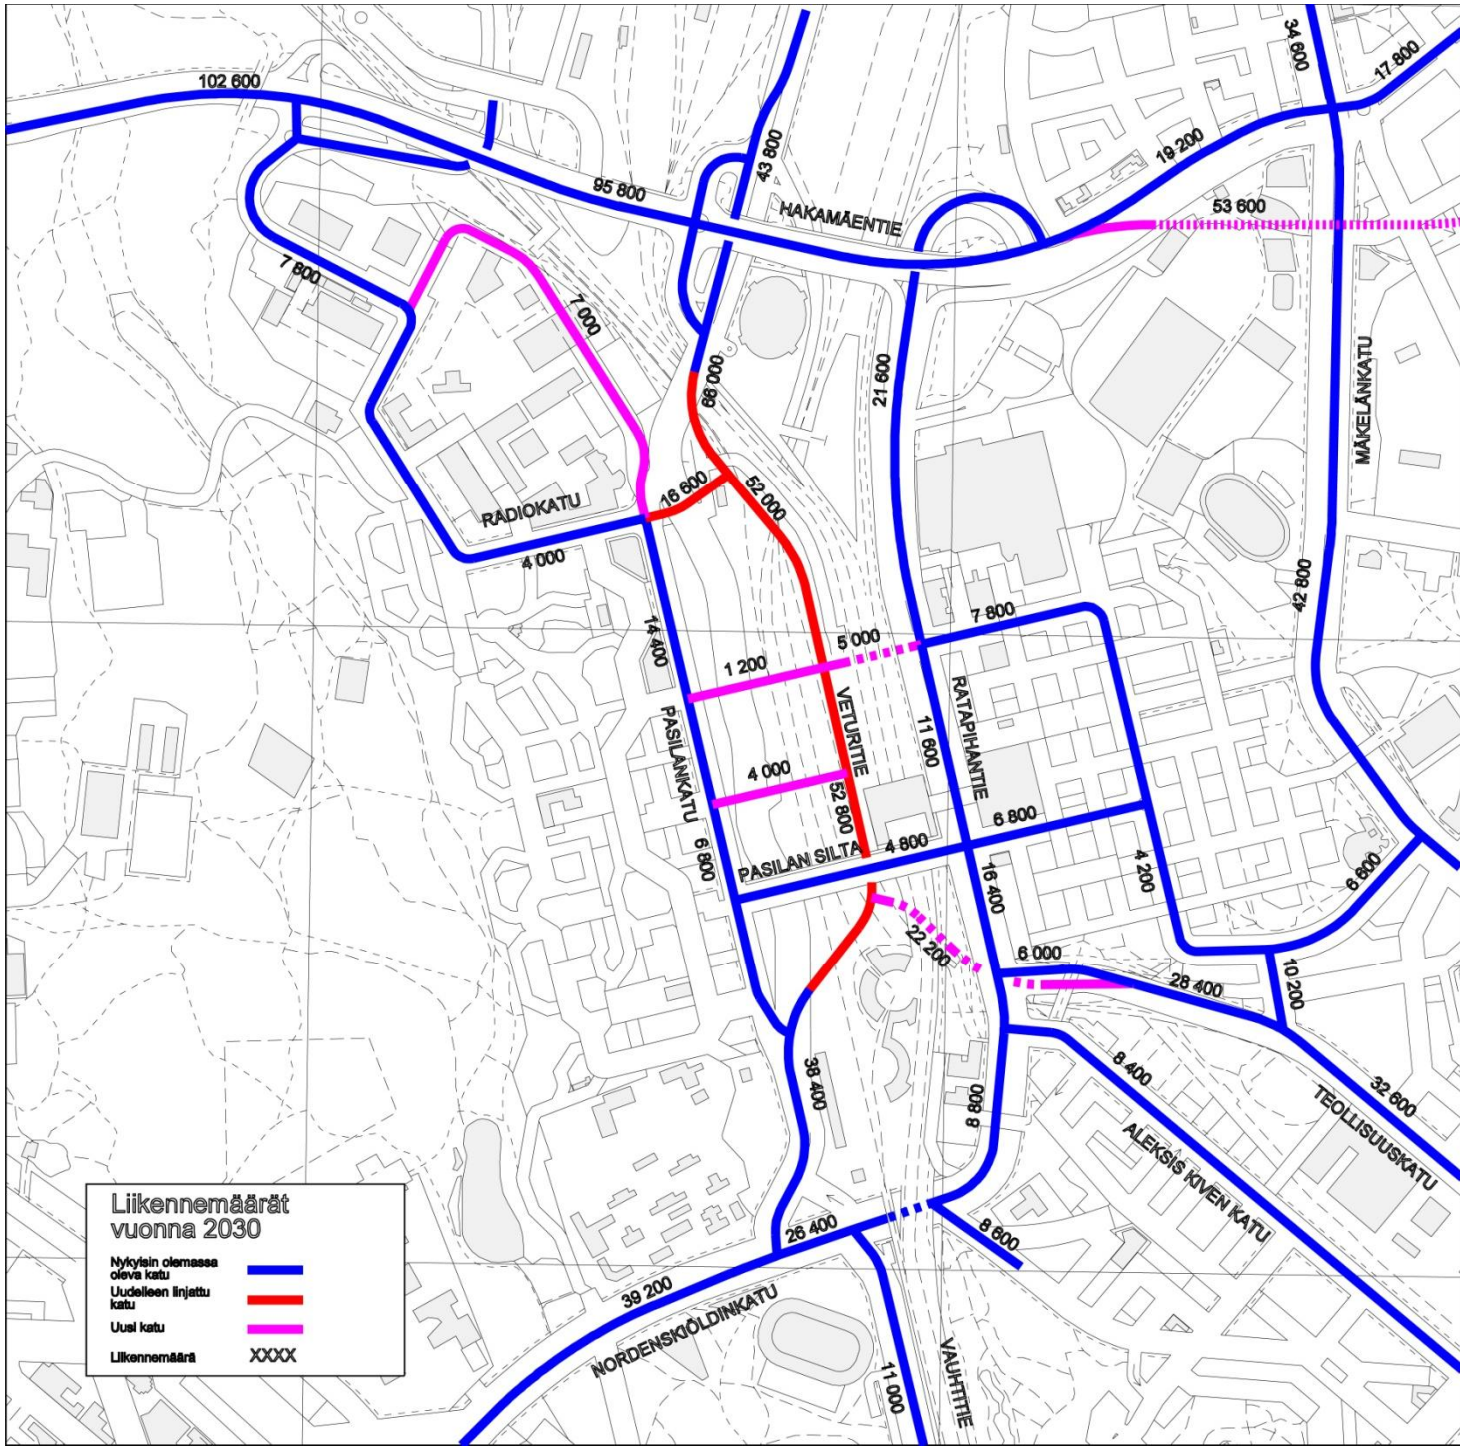 34 600
17 800
102 600
43 800
19 200
95 800
HAKAMÄENTIE
53 600
7 800
7 000
66 000
21 600
MÄKELÄNKATU
16 600
52 000
RADIOKATU
4 000
42 800
7 800
14 400
5 000
1 200
VETURITIE
RATAPIHANTIE
PASILANKATU
11 600
4 000
52 800
6 800
6 800
4 800
PASILAN SILTA
4 200
6 800
16 400
22 200
6 000
28 400
10 200
38 400
8 800
8 400
32 600
TEOLLISUUSKATU
ALEKSIS KIVEN KATU
26 400
8 600
39 200
NORDENSKIÖLDINKATU
11 000
VAUHTITIE
Liikennemäärät
vuonna 2030
Nykyisin olemassa
oleva katu
Uudelleen linjattu
katu
Uusi katu
Liikennemäärä XXXX